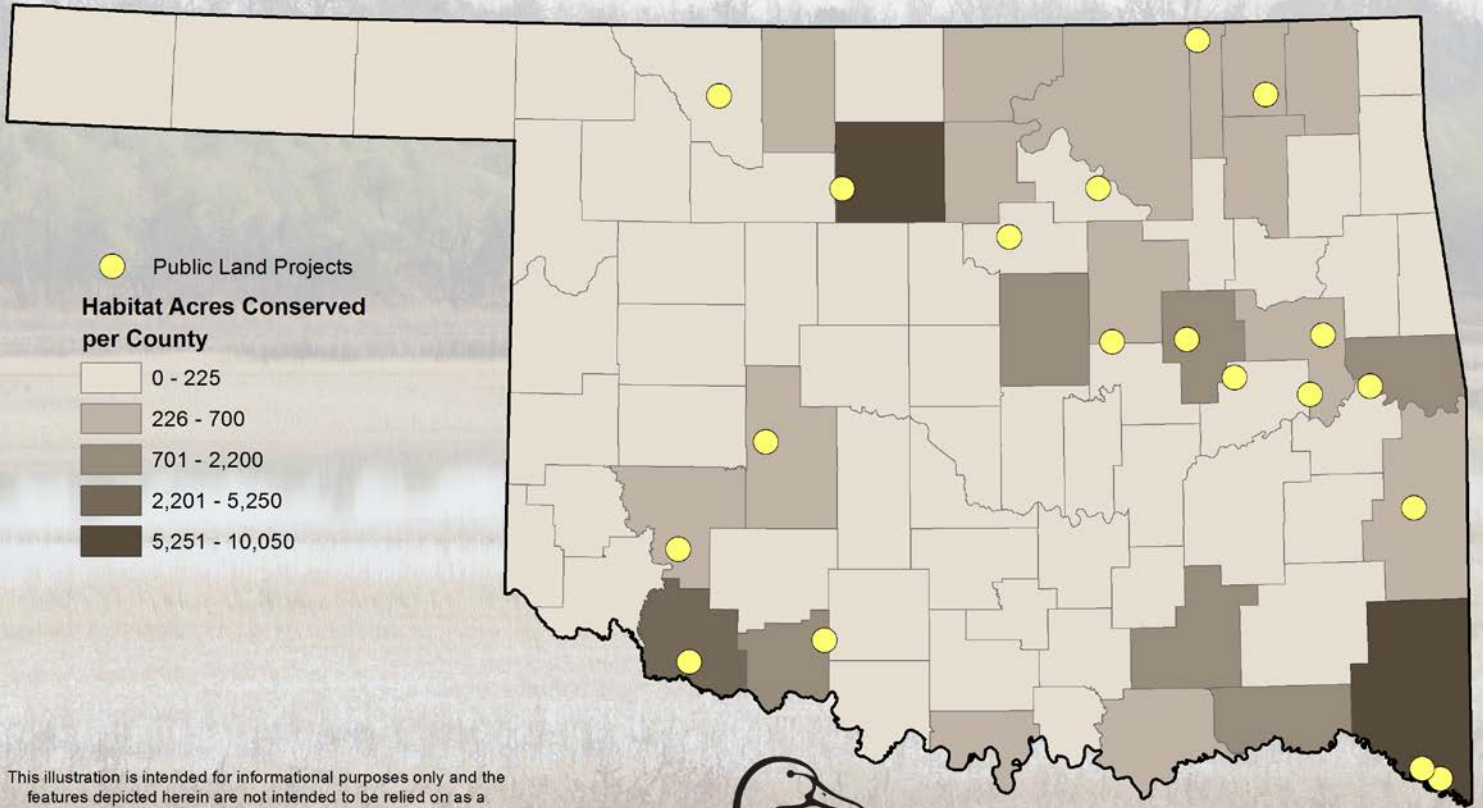 Public Land Projects
Habitat Acres Conserved
per County
0 - 225
226 - 700
701 - 2,200
2,201 - 5,250
5,251 - 10,050
This illustration is intended for informational purposes only and the
features depicted herein are not intended to be relied on as a